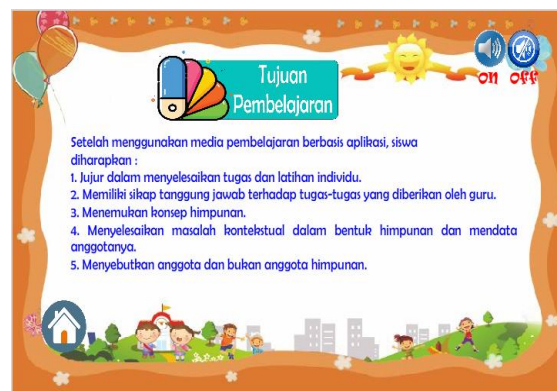 Tujuan
Pembelajaran
on off
Setelah menggunakan media pembelajaran berbasis aplikasi, siswa
diharapkan :
1. Jujur dalam menyelesaikan tugas dan latihan individu.
2. Memiliki sikap tanggung jawab terhadap tugas-tugas yang diberikan oleh guru.
3. Menemukan konsep himpunan.
4. Menyelesaikan masalah kontekstual dalam bentuk himpunan dan mendata
anggotanya.
5. Menyebutkan anggota dan bukan anggota himpunan.